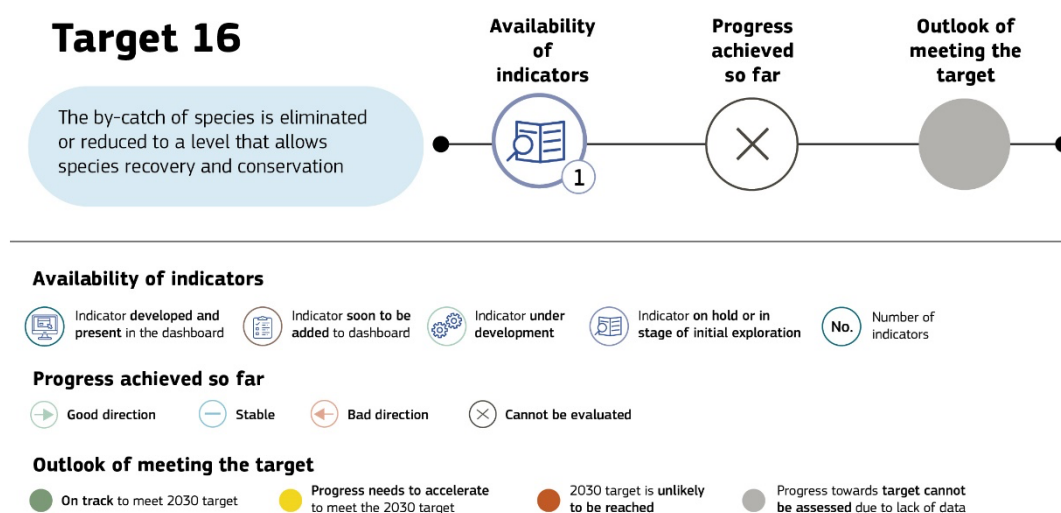 Target 16
Availability
of
indicators
Progress
achieved
so far
Outlook of
meeting the
target
The by-catch of species is eliminated
or reduced to a level that allows
species recovery and conservation
1
Availability of indicators
Indicator developed and
present in the dashboard
Indicator soon to be
added to dashboard
Indicator under
development
Indicator on hold or in
stage of initial exploration
No.
Number of
indicators
Progress achieved so far
Good direction
Stable
Bad direction
Cannot be evaluated
Outlook of meeting the target
On track to meet 2030 target
Progress needs to accelerate
to meet the 2030 target
2030 target is unlikely
to be reached
Progress towards target cannot
be assessed due to lack of data